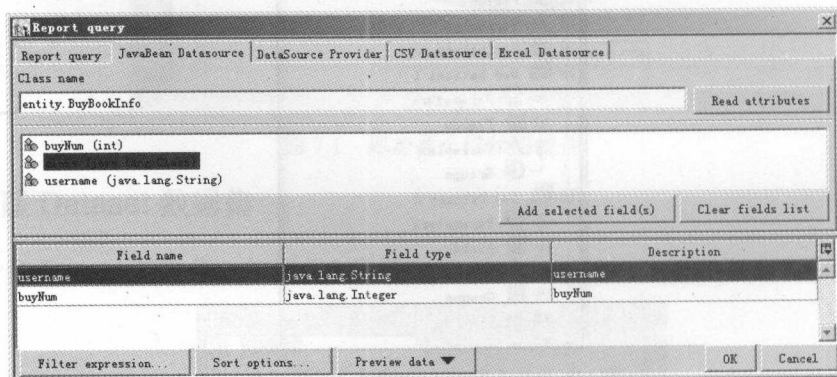 Report query
Report query JavaBean Datasource DataSource Provider CSV Datasource Excel Datasource
Class name
entity.BuyBookInfo Read attributes
buyNum (int)
username (java.lang.String)
Add selected field(s) Clear fields list
Field name Field type Description
username java.lang.String username
buyNum java.lang.Integer buyNum
Filter expression... Sort options... Preview data OK Cancel